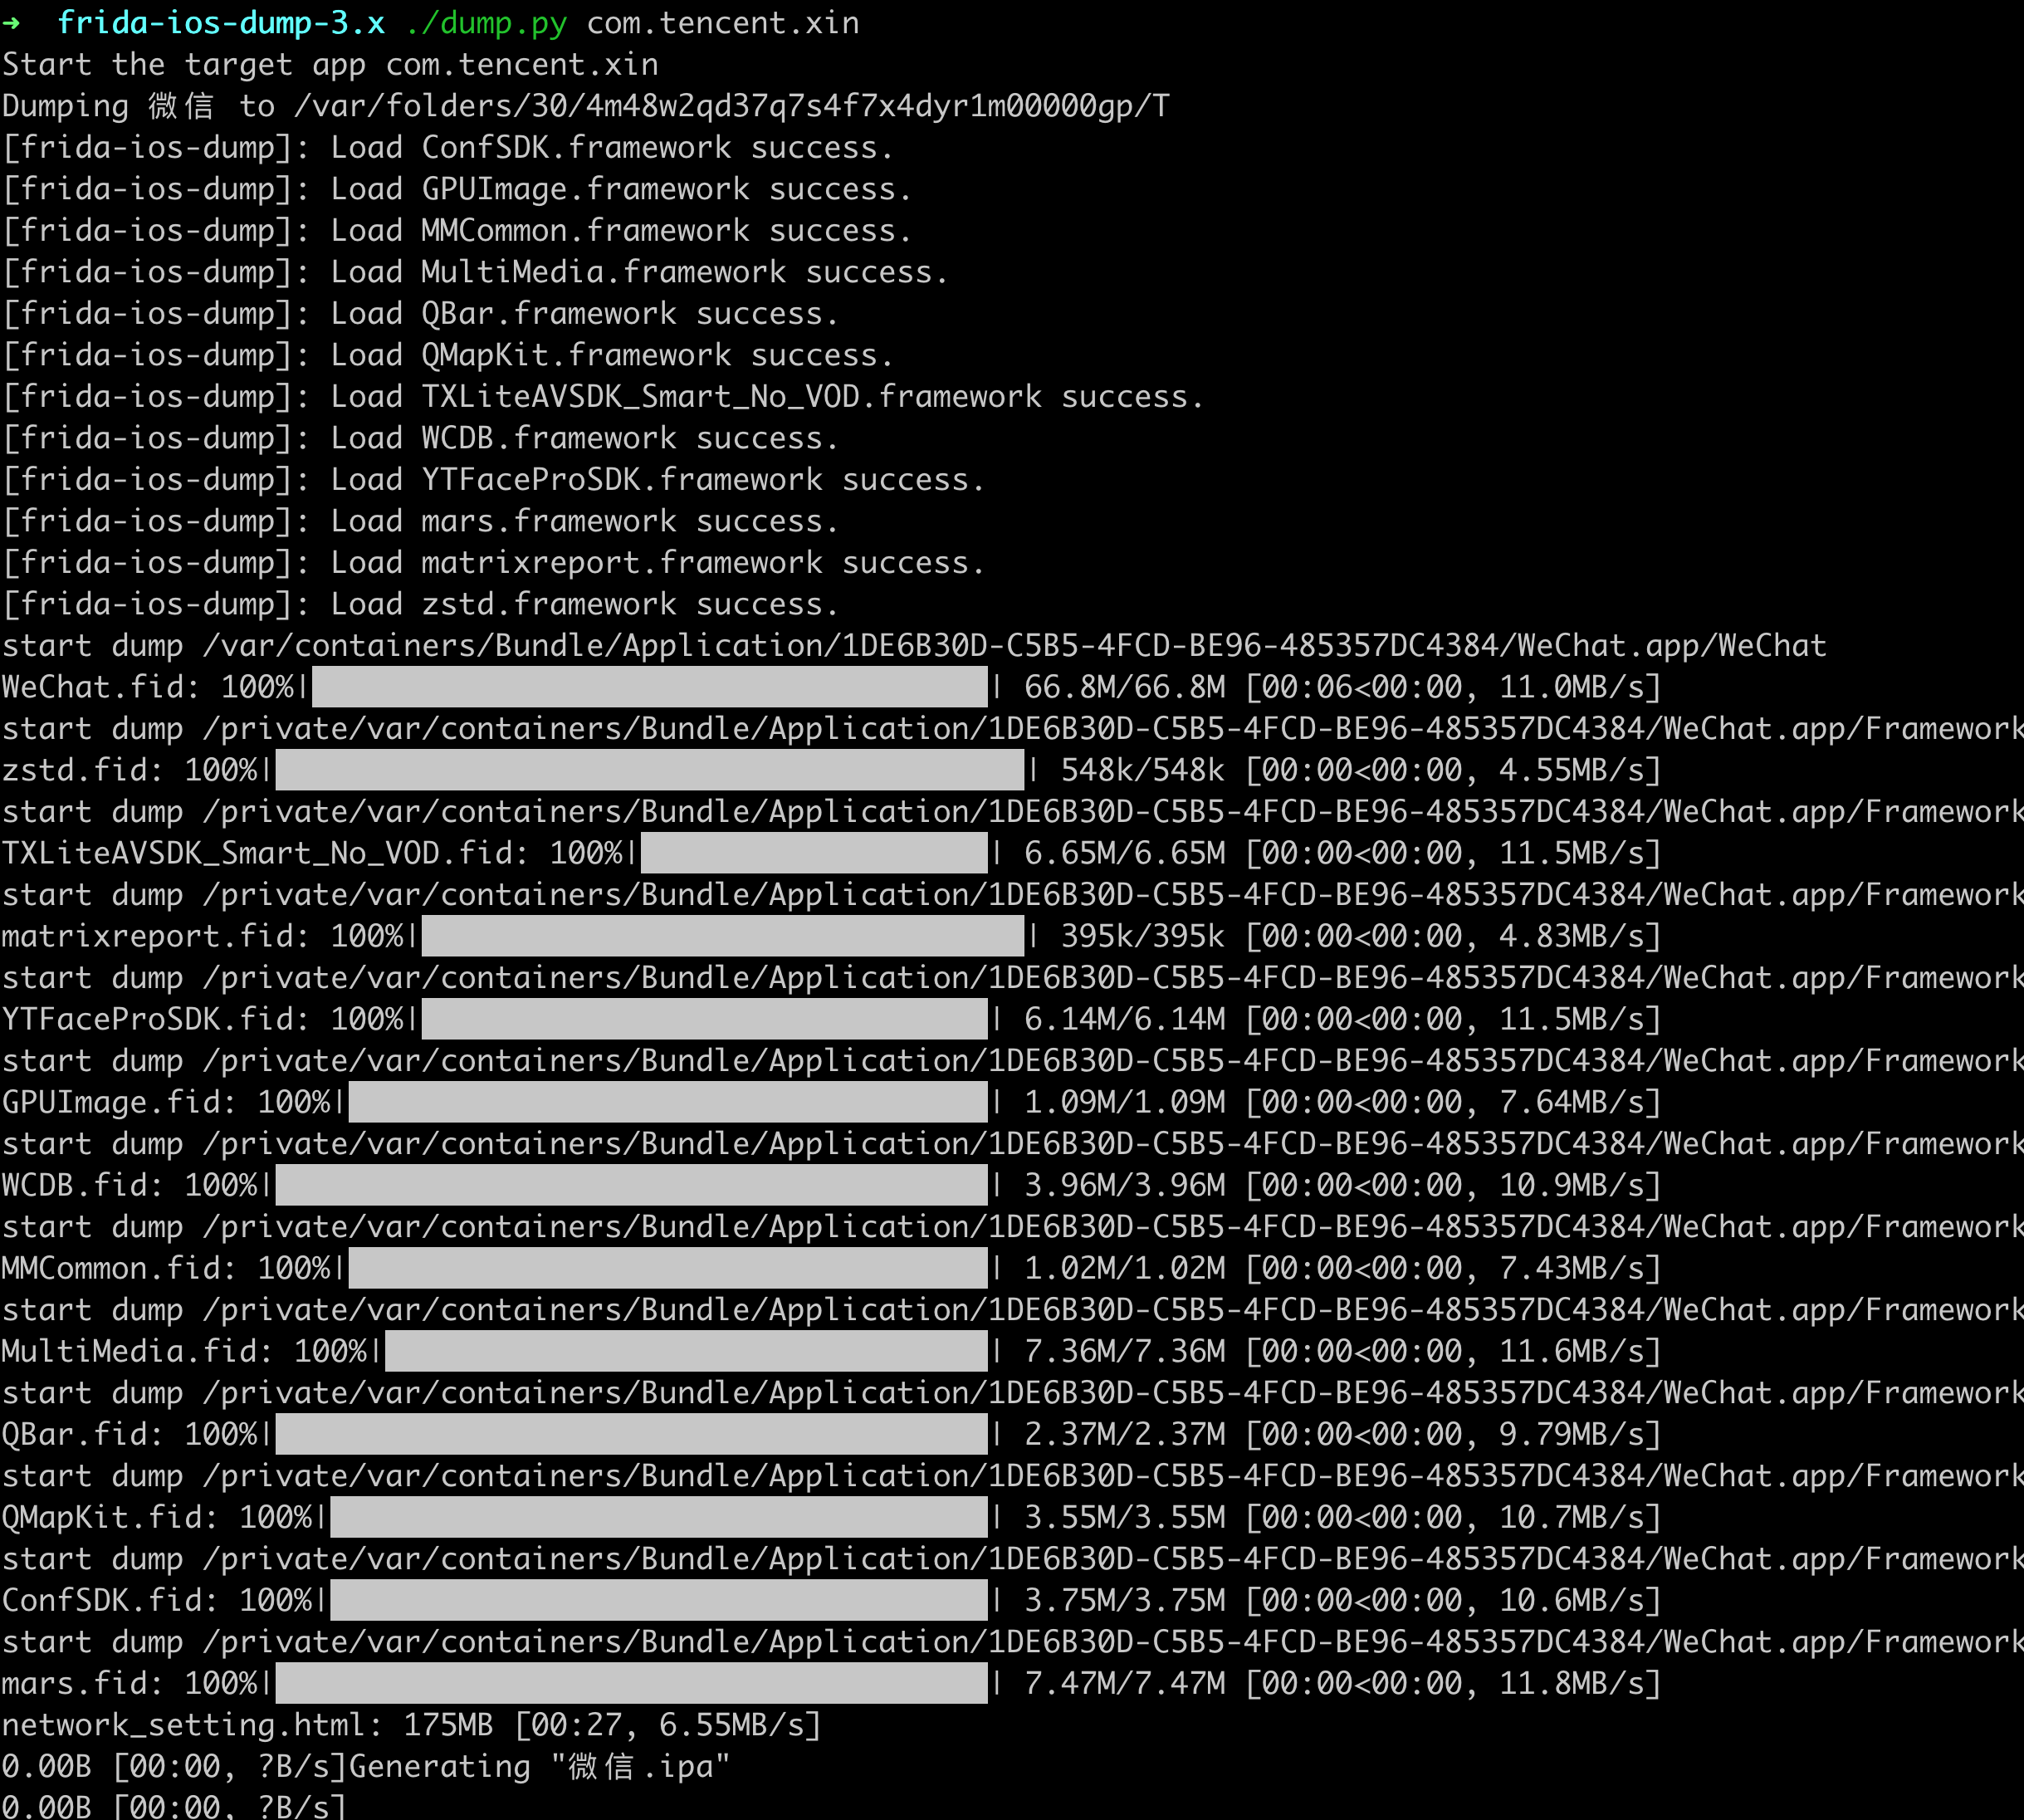 ➜  frida-ios-dump-3.x ./dump.py com.tencent.xin
Start the target app com.tencent.xin
Dumping 微信 to /var/folders/30/4m48w2qd37q7s4f7x4dyr1m00000gp/T
[frida-ios-dump]: Load ConfSDK.framework success.
[frida-ios-dump]: Load GPUImage.framework success.
[frida-ios-dump]: Load MMCommon.framework success.
[frida-ios-dump]: Load MultiMedia.framework success.
[frida-ios-dump]: Load QBar.framework success.
[frida-ios-dump]: Load QMapKit.framework success.
[frida-ios-dump]: Load TXLiteAVSDK_Smart_No_VOD.framework success.
[frida-ios-dump]: Load WCDB.framework success.
[frida-ios-dump]: Load YTFaceProSDK.framework success.
[frida-ios-dump]: Load mars.framework success.
[frida-ios-dump]: Load matrixreport.framework success.
[frida-ios-dump]: Load zstd.framework success.
start dump /var/containers/Bundle/Application/1DE6B30D-C5B5-4FCD-BE96-485357DC4384/WeChat.app/WeChat
WeChat.fid: 100%| | 66.8M/66.8M [00:06<00:00, 11.0MB/s]
start dump /private/var/containers/Bundle/Application/1DE6B30D-C5B5-4FCD-BE96-485357DC4384/WeChat.app/Framework
zstd.fid: 100%| | 548k/548k [00:00<00:00, 4.55MB/s]
start dump /private/var/containers/Bundle/Application/1DE6B30D-C5B5-4FCD-BE96-485357DC4384/WeChat.app/Framework
TXLiteAVSDK_Smart_No_VOD.fid: 100%| | 6.65M/6.65M [00:00<00:00, 11.5MB/s]
start dump /private/var/containers/Bundle/Application/1DE6B30D-C5B5-4FCD-BE96-485357DC4384/WeChat.app/Framework
matrixreport.fid: 100%| | 395k/395k [00:00<00:00, 4.83MB/s]
start dump /private/var/containers/Bundle/Application/1DE6B30D-C5B5-4FCD-BE96-485357DC4384/WeChat.app/Framework
YTFaceProSDK.fid: 100%| | 6.14M/6.14M [00:00<00:00, 11.5MB/s]
start dump /private/var/containers/Bundle/Application/1DE6B30D-C5B5-4FCD-BE96-485357DC4384/WeChat.app/Framework
GPUImage.fid: 100%| | 1.09M/1.09M [00:00<00:00, 7.64MB/s]
start dump /private/var/containers/Bundle/Application/1DE6B30D-C5B5-4FCD-BE96-485357DC4384/WeChat.app/Framework
WCDB.fid: 100%| | 3.96M/3.96M [00:00<00:00, 10.9MB/s]
start dump /private/var/containers/Bundle/Application/1DE6B30D-C5B5-4FCD-BE96-485357DC4384/WeChat.app/Framework
MMCommon.fid: 100%| | 1.02M/1.02M [00:00<00:00, 7.43MB/s]
start dump /private/var/containers/Bundle/Application/1DE6B30D-C5B5-4FCD-BE96-485357DC4384/WeChat.app/Framework
MultiMedia.fid: 100%| | 7.36M/7.36M [00:00<00:00, 11.6MB/s]
start dump /private/var/containers/Bundle/Application/1DE6B30D-C5B5-4FCD-BE96-485357DC4384/WeChat.app/Framework
QBar.fid: 100%| | 2.37M/2.37M [00:00<00:00, 9.79MB/s]
start dump /private/var/containers/Bundle/Application/1DE6B30D-C5B5-4FCD-BE96-485357DC4384/WeChat.app/Framework
QMapKit.fid: 100%| | 3.55M/3.55M [00:00<00:00, 10.7MB/s]
start dump /private/var/containers/Bundle/Application/1DE6B30D-C5B5-4FCD-BE96-485357DC4384/WeChat.app/Framework
ConfSDK.fid: 100%| | 3.75M/3.75M [00:00<00:00, 10.6MB/s]
start dump /private/var/containers/Bundle/Application/1DE6B30D-C5B5-4FCD-BE96-485357DC4384/WeChat.app/Framework
mars.fid: 100%| | 7.47M/7.47M [00:00<00:00, 11.8MB/s]
network_setting.html: 175MB [00:27, 6.55MB/s]
0.00B [00:00, ?B/s]Generating "微信.ipa"
0.00B [00:00, ?B/s]